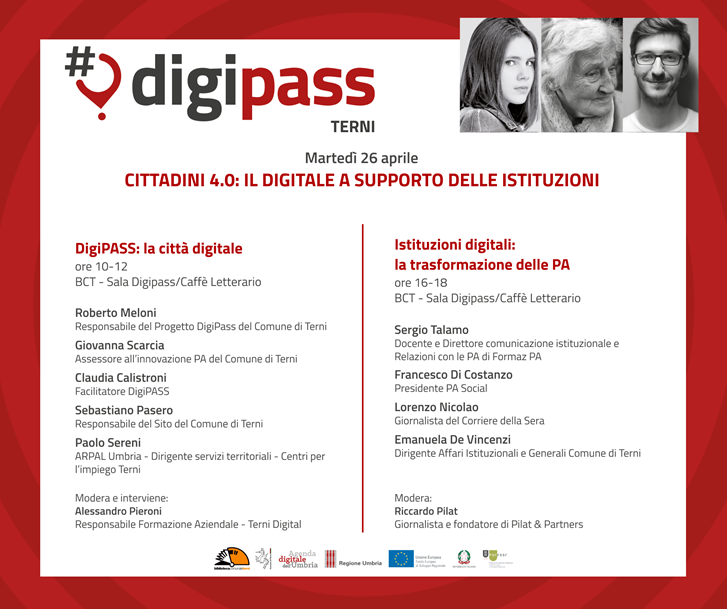 #digipass
TERNI
Martedì 26 aprile
CITTADINI 4.0: IL DIGITALE A SUPPORTO DELLE ISTITUZIONI
DigiPASS: la città digitale
ore 10-12
BCT - Sala Digipass/Caffè Letterario
Roberto Meloni
Responsabile del Progetto DigiPass del Comune di Terni
Giovanna Scarcia
Assessore all'innovazione PA del Comune di Terni
Claudia Calistroni
Facilitatore DigiPASS
Sebastiano Pasero
Responsabile del Sito del Comune di Terni
Paolo Sereni
ARPAL Umbria - Dirigente servizi territoriali - Centri per
l'impiego Terni
Modera e interviene:
Alessandro Pieroni
Responsabile Formazione Aziendale - Terni Digital
Istituzioni digitali:
la trasformazione delle PA
ore 16-18
BCT - Sala Digipass/Caffè Letterario
Sergio Talamo
Docente e Direttore comunicazione istituzionale e
Relazioni con le PA di Formaz PA
Francesco Di Costanzo
Presidente PA Social
Lorenzo Nicolao
Giornalista del Corriere della Sera
Emanuela De Vincenzi
Dirigente Affari Istituzionali e Generali Comune di Terni
Modera:
Riccardo Pilat
Giornalista e fondatore di Pilat & Partners
Agenda
digitale
dell'Umbria
Regione Umbria
Unione Europea